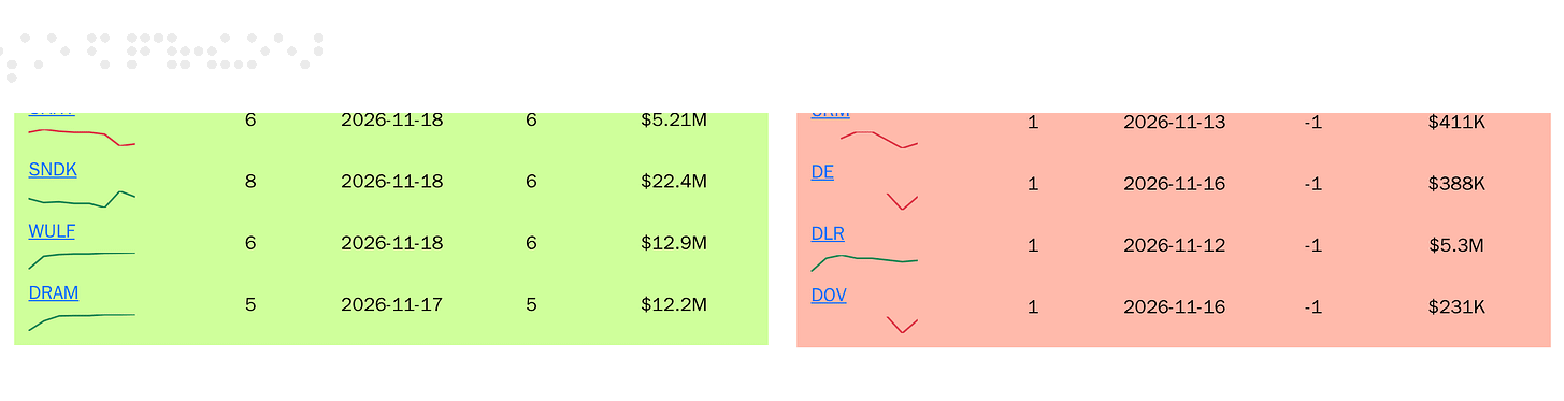 6 2026-11-18 6 $5.21M
SNDK 8 2026-11-18 6 $22.4M
WULF 6 2026-11-18 6 $12.9M
DRAM 5 2026-11-17 5 $12.2M
1 2026-11-13 -1 $411K
DE 1 2026-11-16 -1 $388K
DLR 1 2026-11-12 -1 $5.3M
DOV 1 2026-11-16 -1 $231K